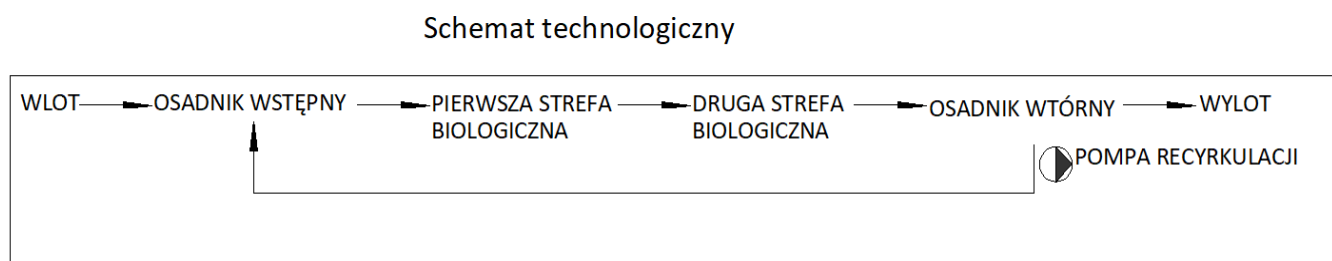 Schemat technologiczny
WLOT
OSADNIK WSTĘPNY
PIERWSZA STREFA
BIOLOGICZNA
DRUGA STREFA
BIOLOGICZNA
OSADNIK WTÓRNY
WYLOT
POMPA RECYRKULACJI